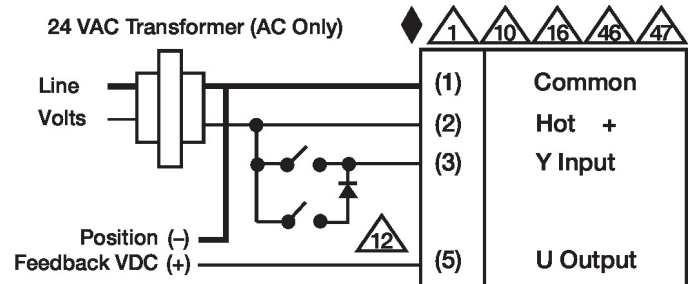 24 VAC Transformer (AC Only)
1 10 16 46 47
Line
Volts
(1) Common
(2) Hot +
(3) Y Input
12
Position (–)
Feedback VDC (+)
(5) U Output